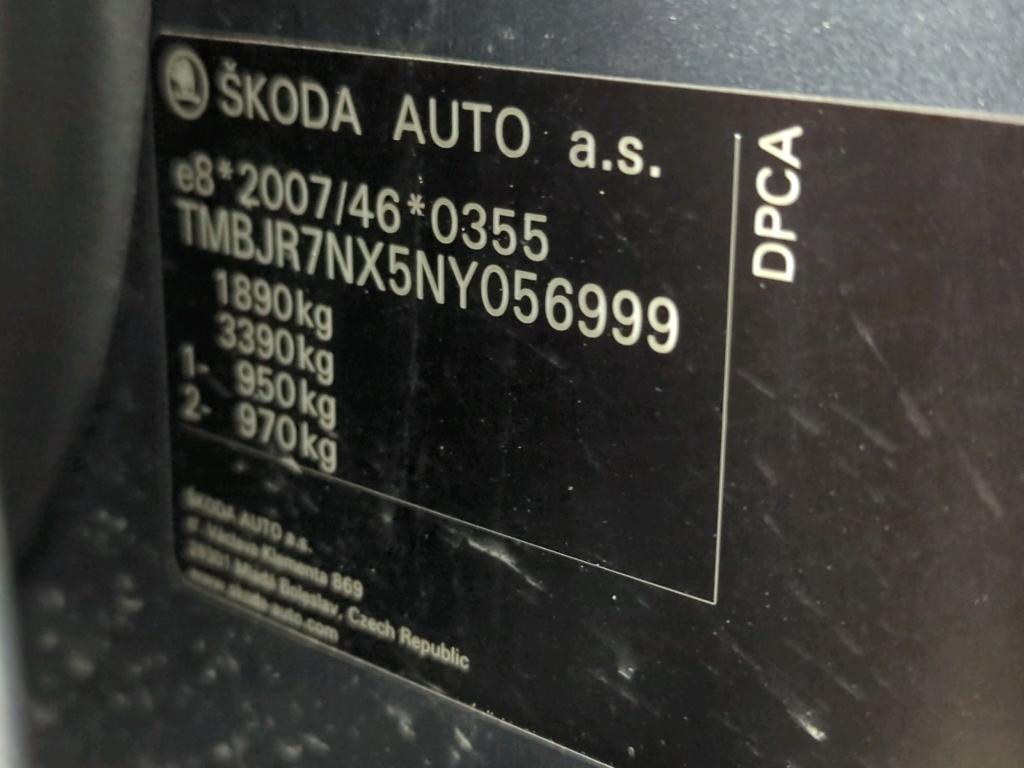 ŠKODA AUTO a.s.
e8*2007/46*0355
TMBJR7NX5NY056999
1890kg
3390kg
1- 950kg
2- 970kg
DPCA
ŠKODA AUTO a.s.
tř. Václava Klementa 869
29301 Mladá Boleslav, Czech Republic
www.skoda-auto.com